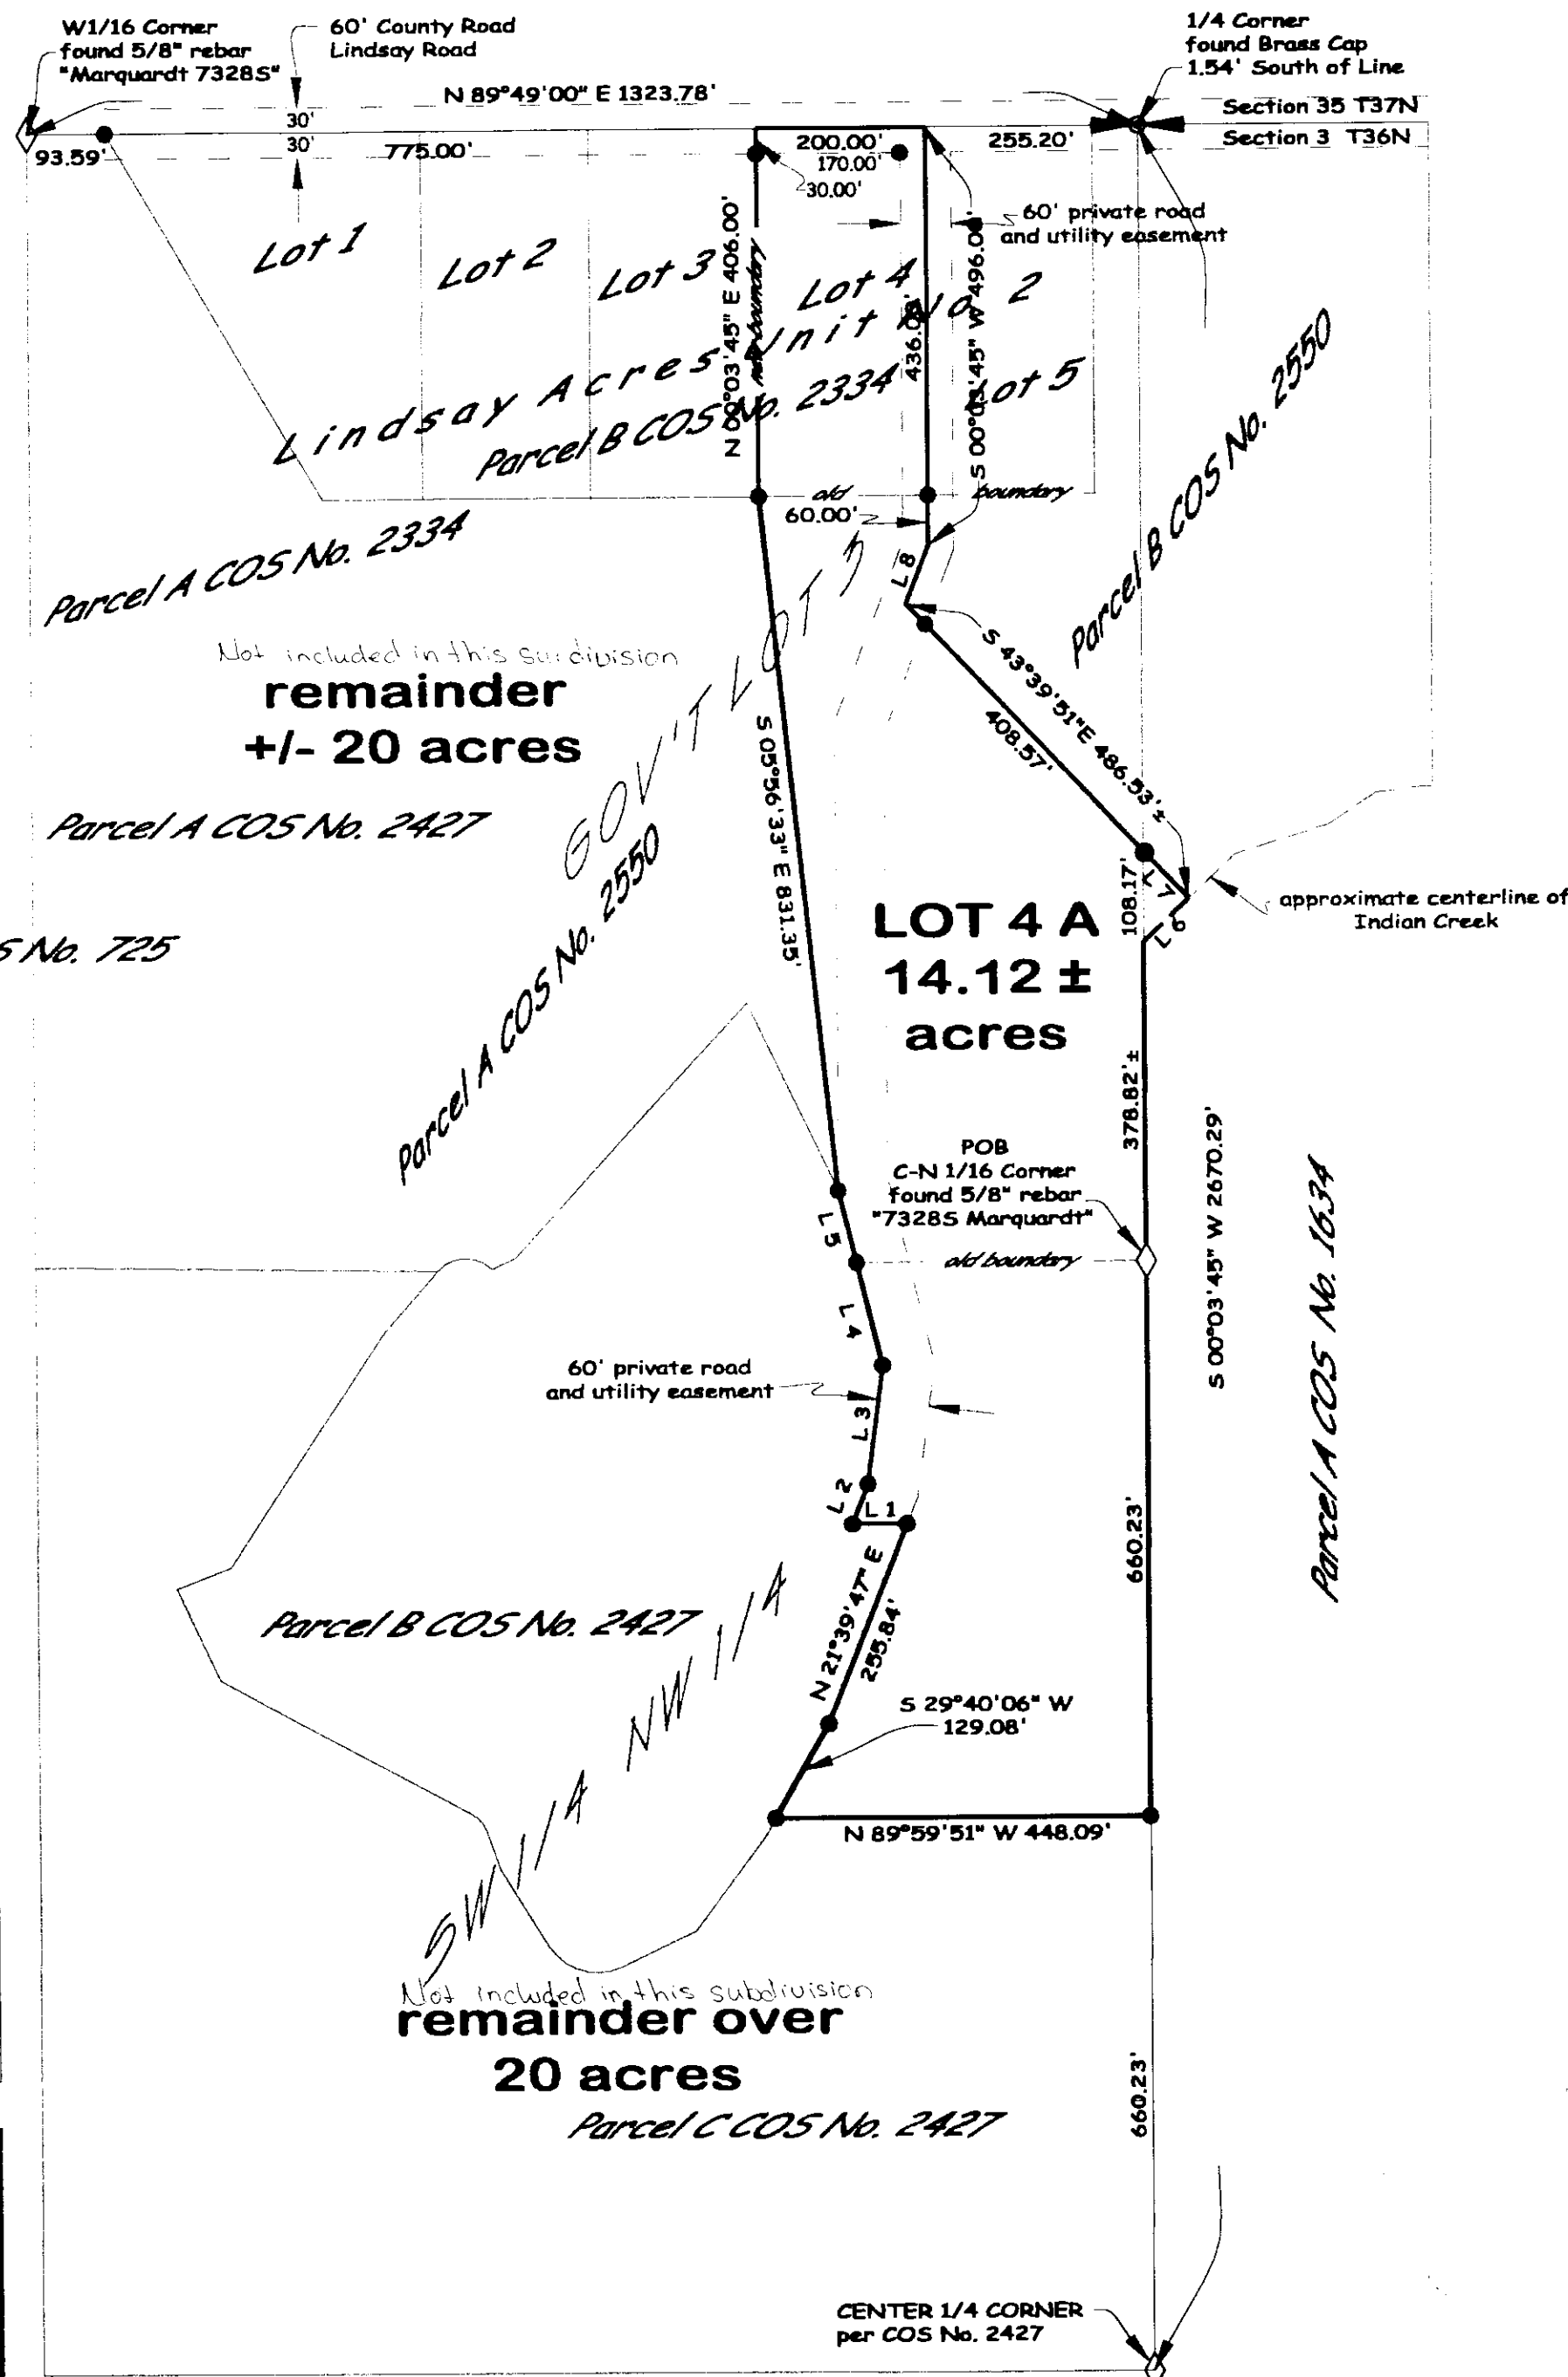 W1/16 Corner
found 5/8" rebar
"Marquardt 7328S"
60' County Road
Lindsay Road
1/4 Corner
found Brass Cap
1.54' South of Line
N 89°49'00" E 1323.78'
Section 35 T37N
Section 3 T36N
30'
30'
93.59'
775.00'
200.00'
170.00'
30.00'
255.20'
60' private road
and utility easement
Lot 1
Lot 2
Lot 3
Lot 4
Lot 5
Lindsay Acres Unit No. 2
Parcel B COS No. 2334
N 00°03'45" E 406.00'
new boundary
436.00'
S 00°03'45" W 496.00'
old boundary
60.00'
Parcel A COS No. 2334
Parcel B COS No. 2550
L 8
GOV'T LOT 3
Not included in this subdivision
remainder
+/- 20 acres
S 43°39'51"E 486.53'±
408.57'
S 05°56'33" E 831.35'
Parcel A COS No. 2427
Parcel A COS No. 2550
S No. 725
LOT 4 A
14.12 ±
acres
108.17'
L 7
L 6
approximate centerline of
Indian Creek
378.82'±
S 00°03'45" W 2670.29'
POB
C-N 1/16 Corner
found 5/8" rebar
"7328S Marquardt"
Parcel A COS No. 1634
L 5
old boundary
L 4
60' private road
and utility easement
L 3
L 2
L 1
660.23'
N 21°39'47" E
255.84'
Parcel B COS No. 2427
SW 1/4 NW 1/4
S 29°40'06" W
129.08'
N 89°59'51" W 448.09'
Not included in this subdivision
remainder over
20 acres
Parcel C COS No. 2427
660.23'
CENTER 1/4 CORNER
per COS No. 2427